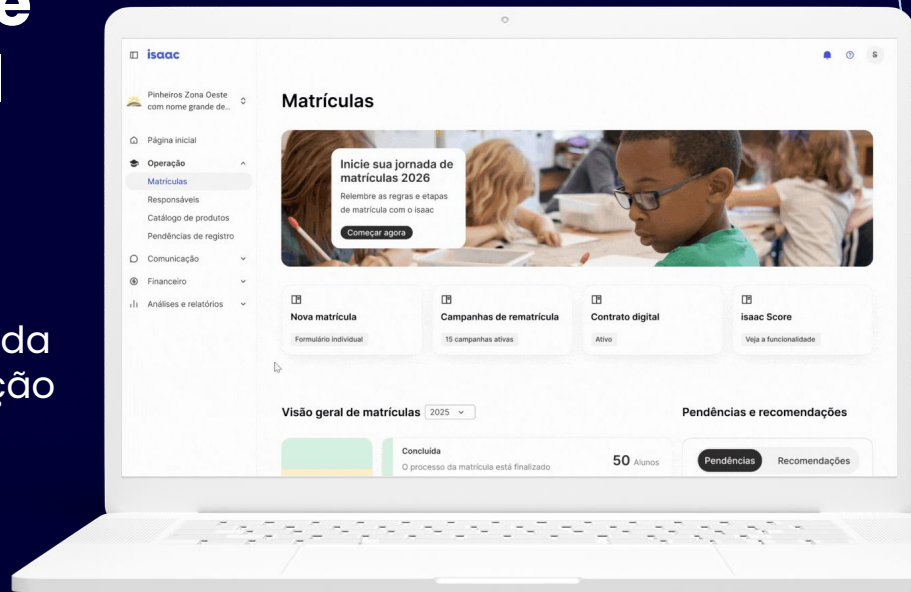 e
da
ção
isaac
S
Pinheiros Zona Oeste
com nome grande de...
Página inicial
Operação
Matrículas
Responsáveis
Catálogo de produtos
Pendências de registro
Comunicação
Financeiro
Análises e relatórios
Matrículas
Inicie sua jornada de
matrículas 2026
Relembre as regras e etapas
de matrícula com o isaac
Começar agora
Nova matrícula
Formulário individual
Campanhas de rematrícula
15 campanhas ativas
Contrato digital
Ativo
isaac Score
Veja a funcionalidade
Visão geral de matrículas 2025
Concluída
O processo da matrícula está finalizado
50 Alunos
Pendências e recomendações
Pendências Recomendações